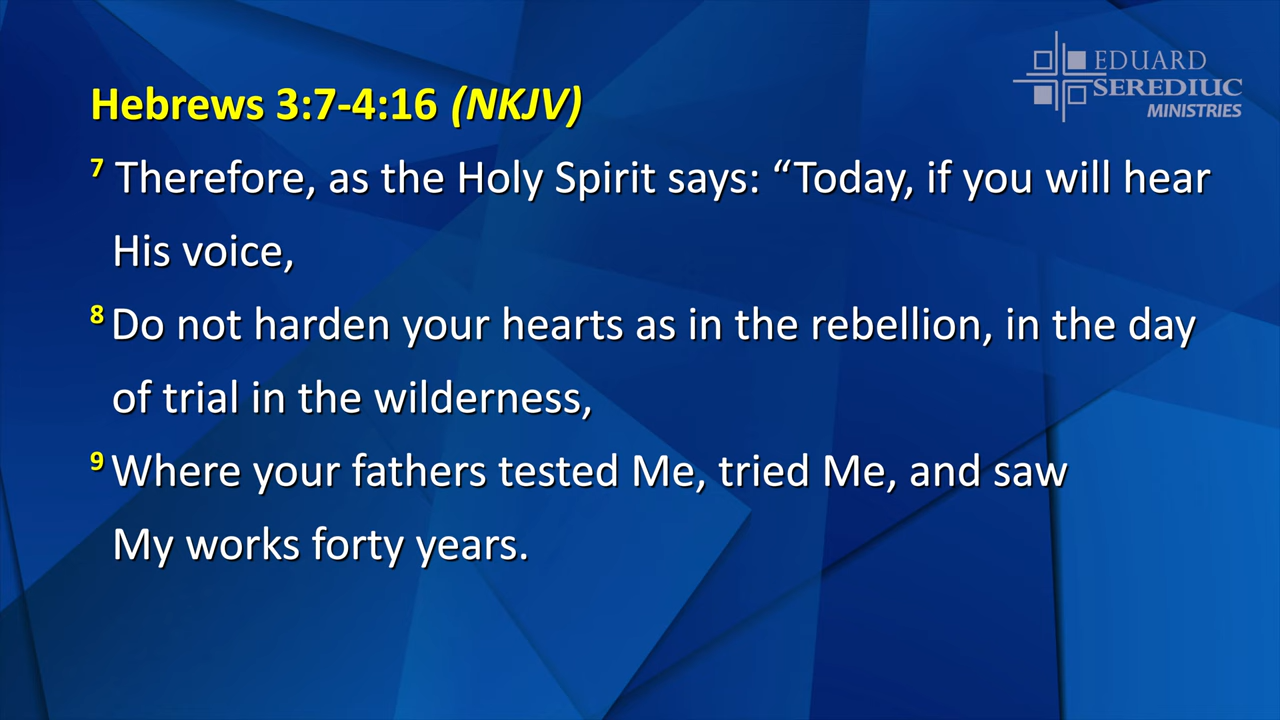 EDUARD
SEREDIUC
MINISTRIES
Hebrews 3:7-4:16 (NKJV)
7 Therefore, as the Holy Spirit says: “Today, if you will hear
His voice,
8 Do not harden your hearts as in the rebellion, in the day
of trial in the wilderness,
9 Where your fathers tested Me, tried Me, and saw
My works forty years.